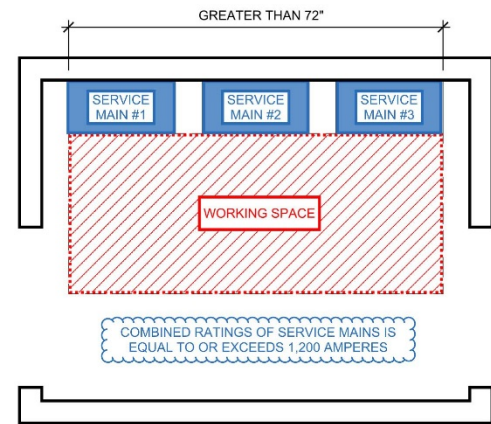 GREATER THAN 72"
SERVICE
MAIN #1
SERVICE
MAIN #2
SERVICE
MAIN #3
WORKING SPACE
COMBINED RATINGS OF SERVICE MAINS IS
EQUAL TO OR EXCEEDS 1,200 AMPERES